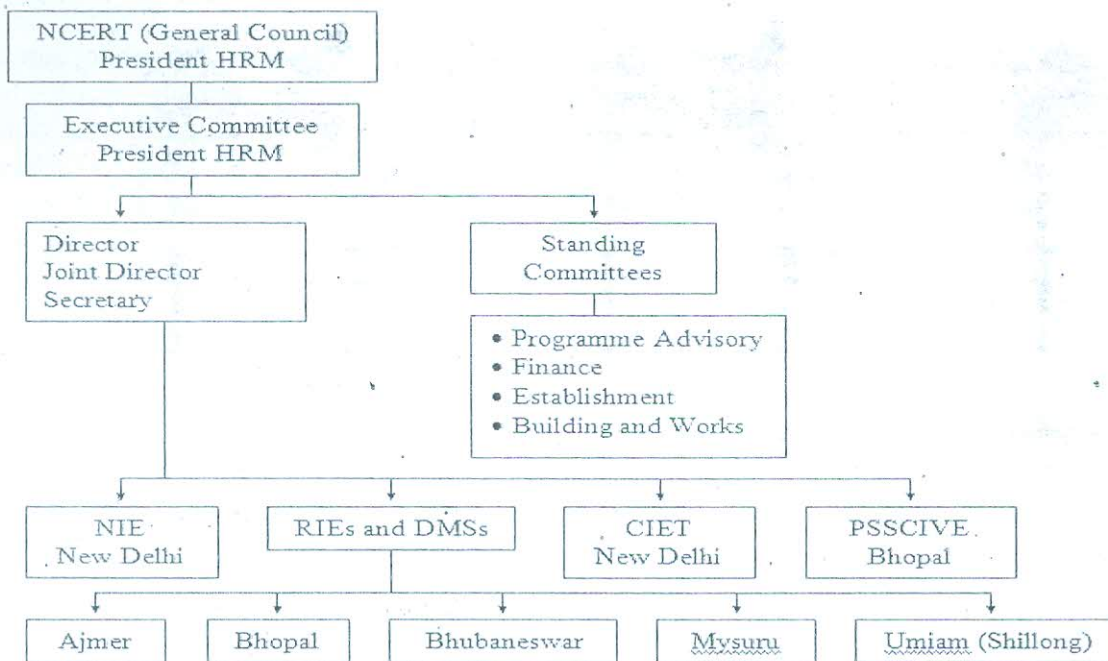 NCERT (General Council)
President HRM
Executive Committee
President HRM
Director
Joint Director
Secretary
Standing
Committees
• Programme Advisory
• Finance
• Establishment
• Building and Works
NIE
New Delhi
RIEs and DMSs
CIET
New Delhi
PSSCIVE
Bhopal
Ajmer
Bhopal
Bhubaneswar
Mysuru
Umiam (Shillong)